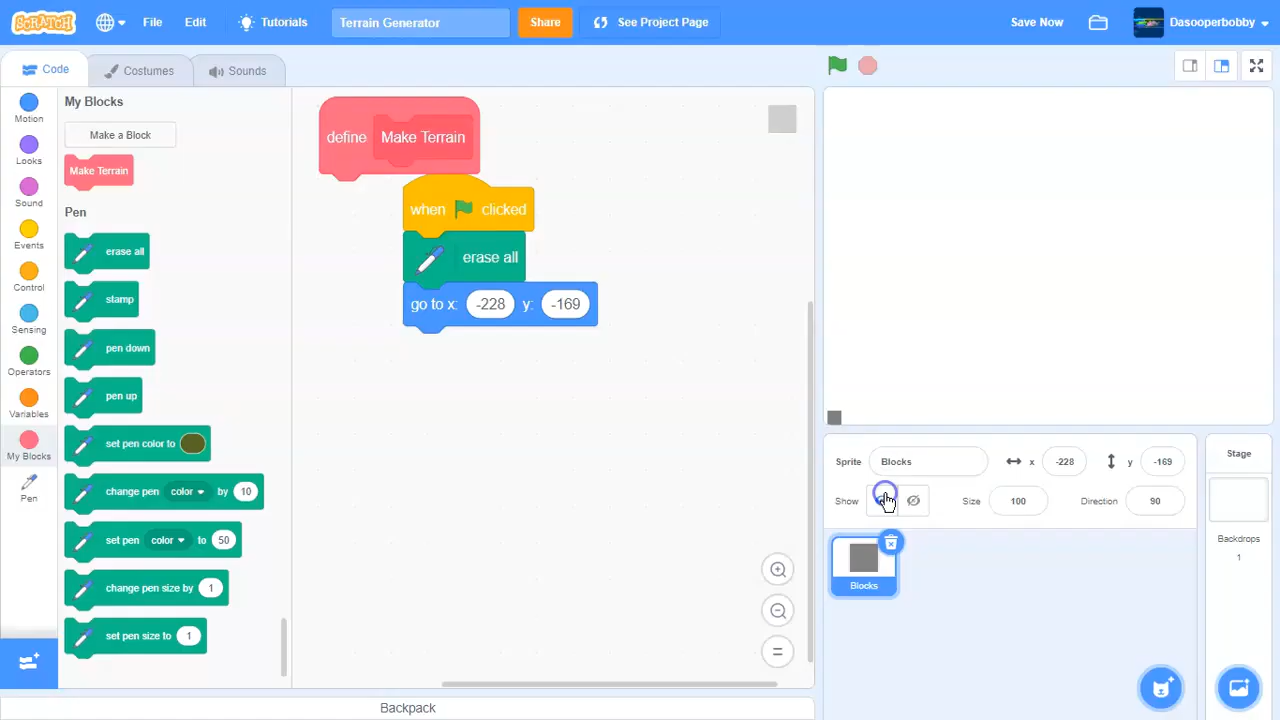 SCRATCH
File
Edit
Tutorials
Terrain Generator
Share
See Project Page
Save Now
Dasooperbobby
Code
Costumes
Sounds
Motion
Looks
Sound
Events
Control
Sensing
Operators
Variables
My Blocks
Pen
My Blocks
Make a Block
Make Terrain
Pen
erase all
stamp
pen down
pen up
set pen color to
change pen color by 10
set pen color to 50
change pen size by 1
set pen size to 1
define Make Terrain
when clicked
erase all
go to x: -228 y: -169
Backpack
Sprite Blocks x -228 y -169
Show Size 100 Direction 90
Blocks
Stage
Backdrops
1